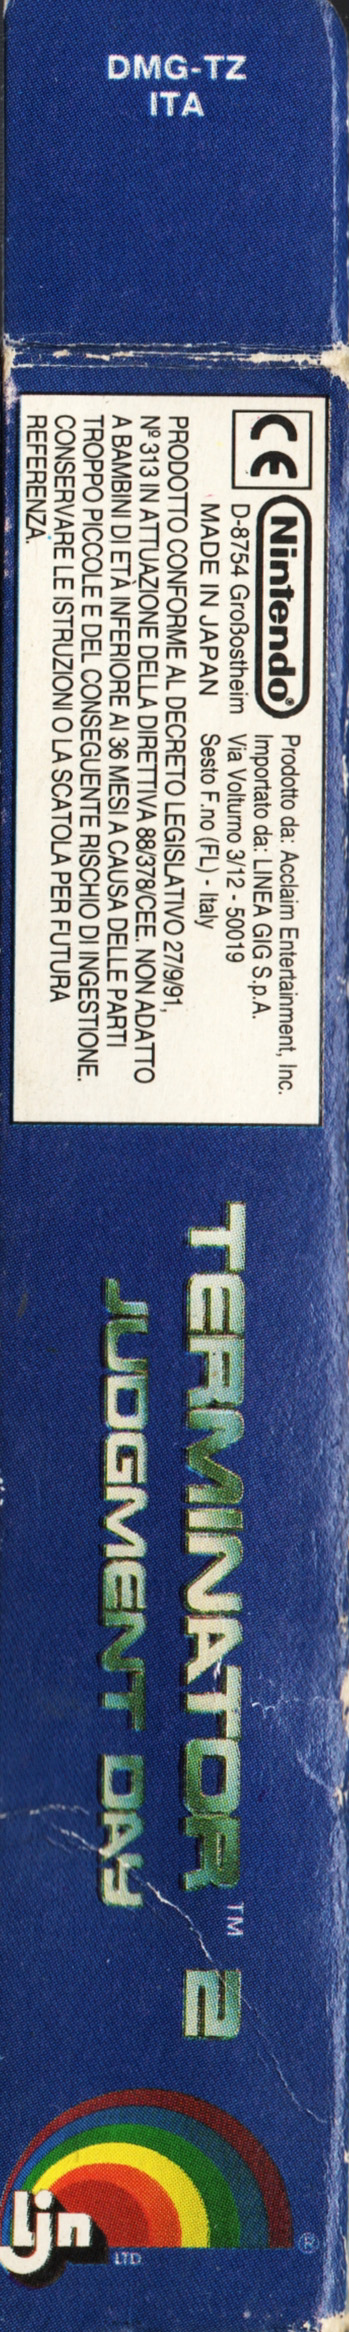 DMG-TZ
ITA
CE
Nintendo®
D-8754 Großostheim
MADE IN JAPAN
Prodotto da: Acclaim Entertainment, Inc.
Importato da: LINEA GIG S.p.A.
Via Volturno 3/12 - 50019
Sesto F.no (FL) - Italy
PRODOTTO CONFORME AL DECRETO LEGISLATIVO 27/9/91,
Nº 313 IN ATTUAZIONE DELLA DIRETTIVA 88/378/CEE. NON ADATTO
A BAMBINI DI ETÀ INFERIORE AI 36 MESI A CAUSA DELLE PARTI
TROPPO PICCOLE E DEL CONSEGUENTE RISCHIO DI INGESTIONE.
CONSERVARE LE ISTRUZIONI O LA SCATOLA PER FUTURA
REFERENZA.
TERMINATOR™ 2
JUDGMENT DAY
ljn
LTD
®